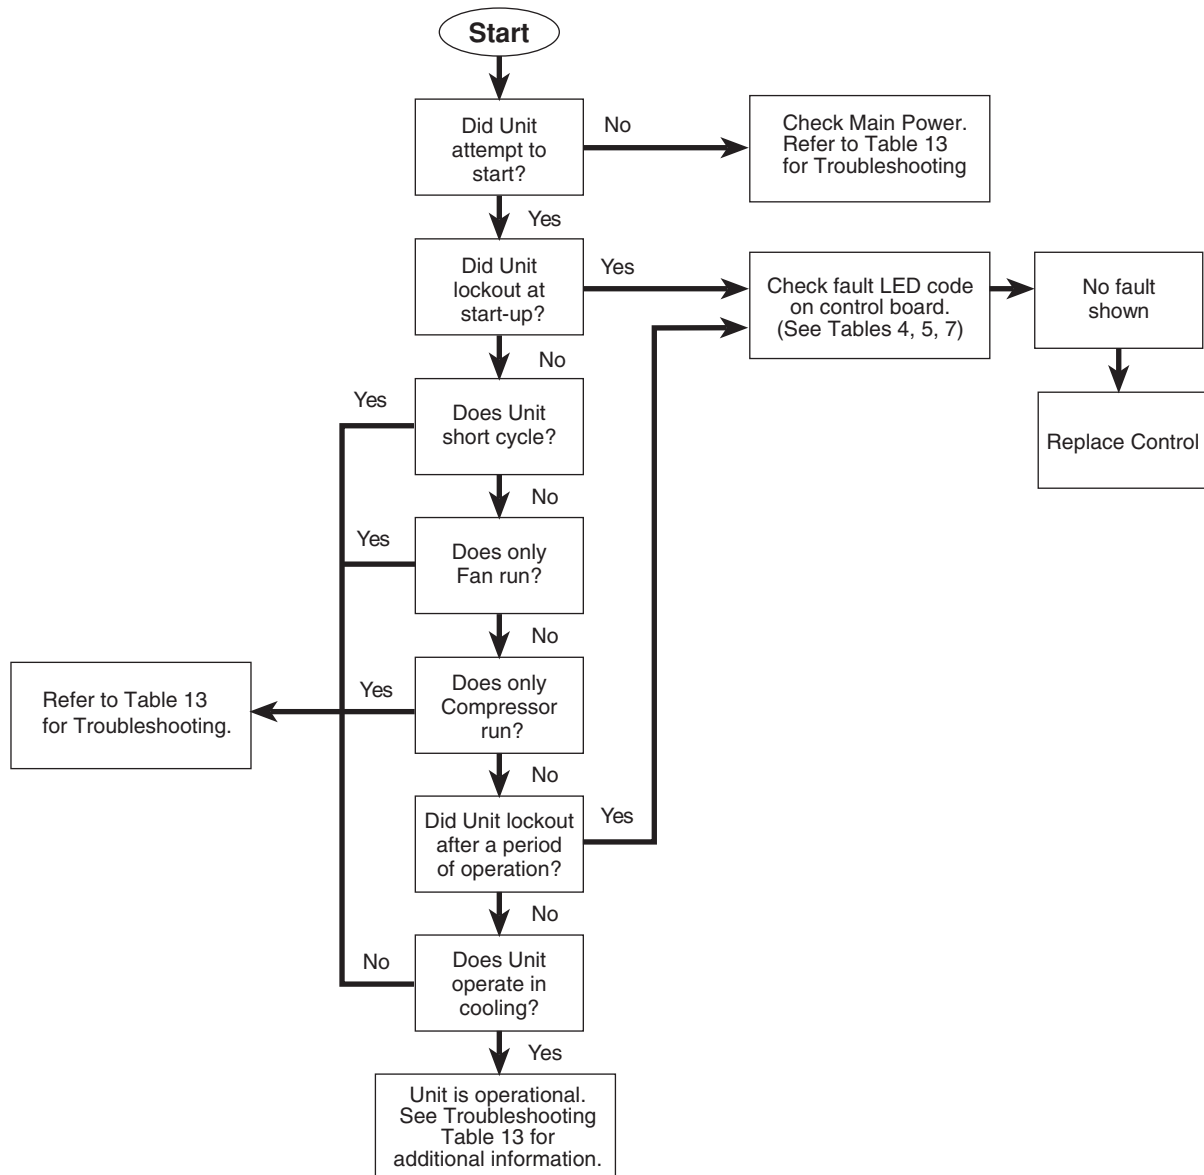 Start
Did Unit
attempt to
start?
No
Check Main Power.
Refer to Table 13
for Troubleshooting
Yes
Did Unit
lockout at
start-up?
Yes
Check fault LED code
on control board.
(See Tables 4, 5, 7)
No fault
shown
Replace Control
No
Does Unit
short cycle?
Yes
No
Does only
Fan run?
Yes
No
Does only
Compressor
run?
Yes
Refer to Table 13
for Troubleshooting.
No
Did Unit lockout
after a period
of operation?
Yes
No
Does Unit
operate in
cooling?
No
Yes
Unit is operational.
See Troubleshooting
Table 13 for
additional information.